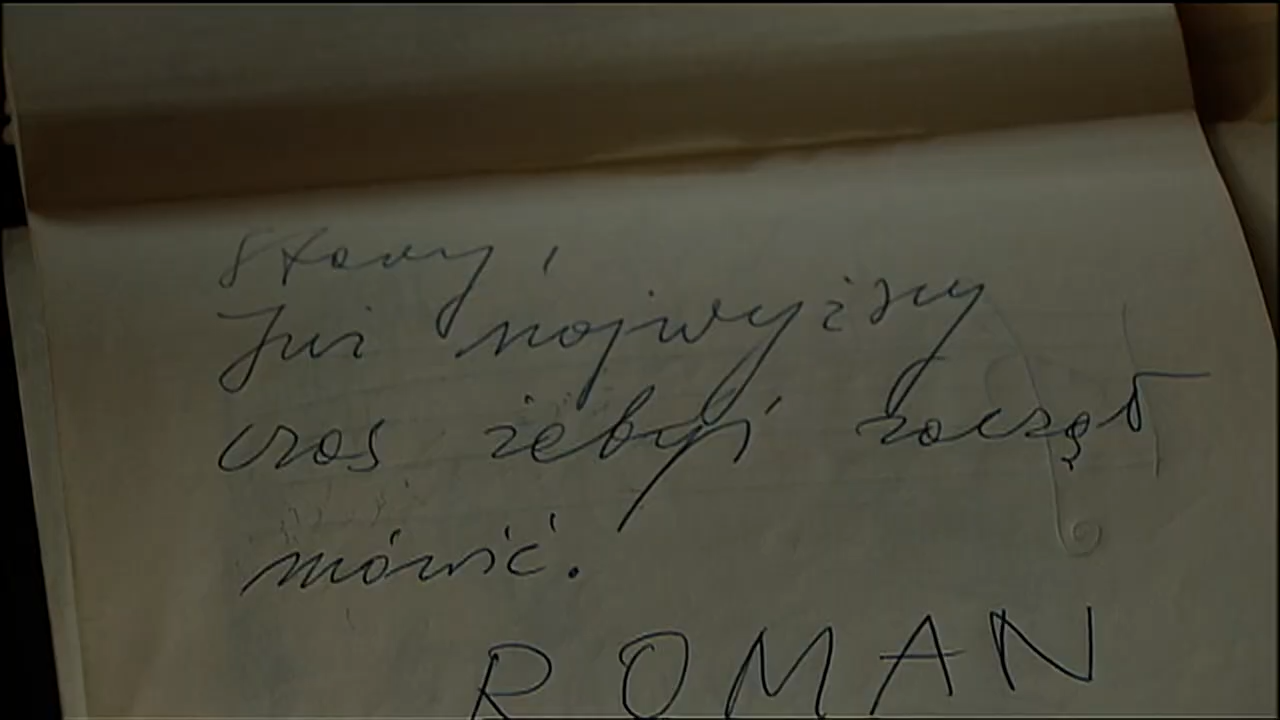 Stary,
Już najwyższy
czas żebyś zaczął
mówić.
ROMAN